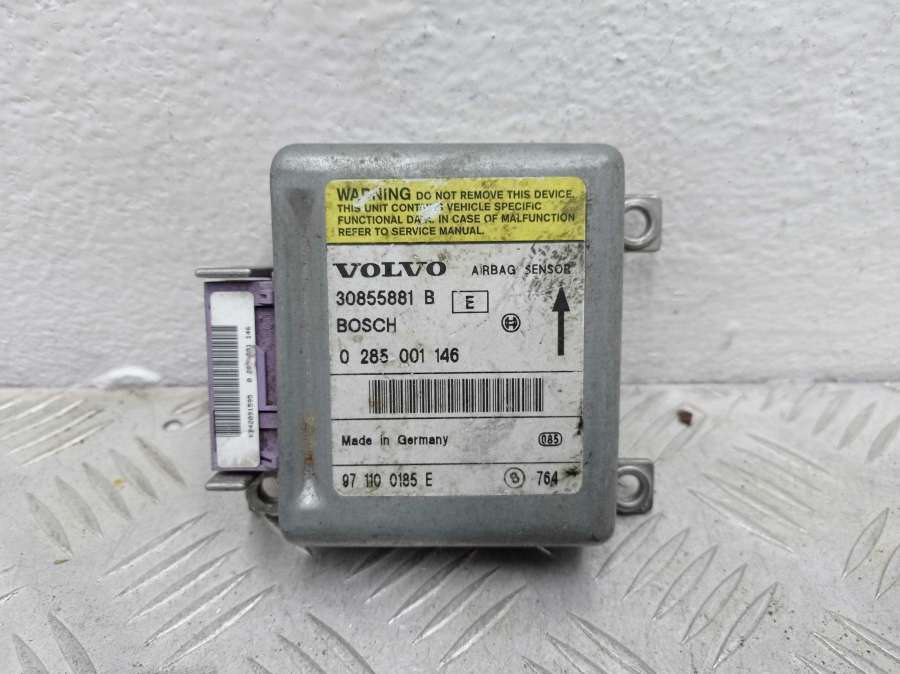 WARNING DO NOT REMOVE THIS DEVICE.
THIS UNIT CONTAINS VEHICLE SPECIFIC
FUNCTIONAL DATA. IN CASE OF MALFUNCTION
REFER TO SERVICE MANUAL.
VOLVO AIRBAG SENSOR
30855881 B E
BOSCH
0 285 001 146
Made in Germany 085
97 110 0185 E B 764